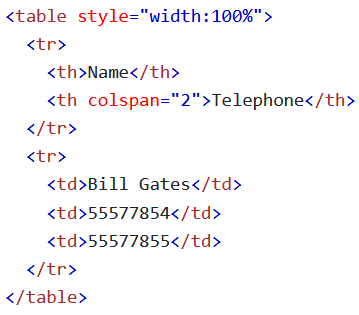 <table style="width:100%">
  <tr>
    <th>Name</th>
    <th colspan="2">Telephone</th>
  </tr>
  <tr>
    <td>Bill Gates</td>
    <td>55577854</td>
    <td>55577855</td>
  </tr>
</table>